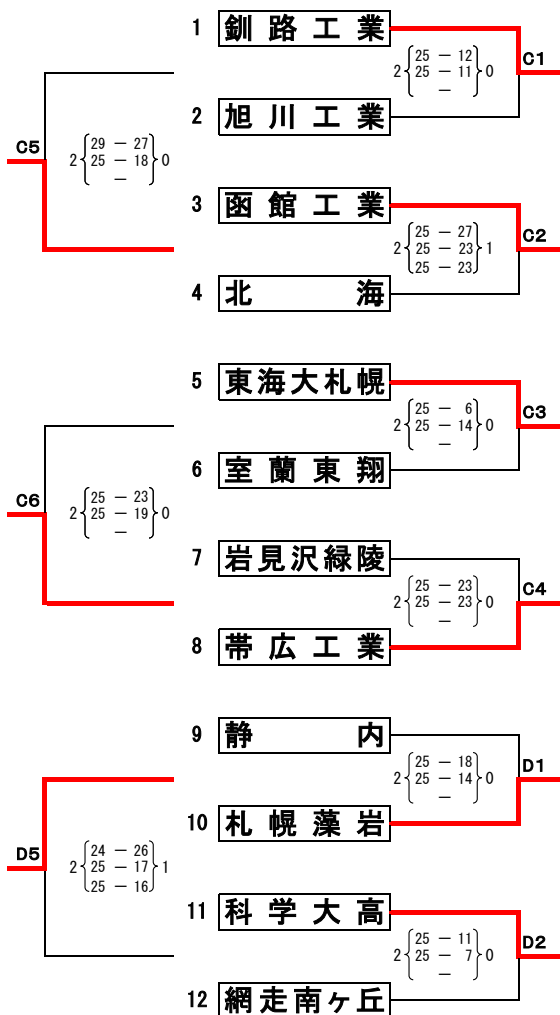 1 釧路工業
2{25 － 12 25 － 11 －}0
C1
2 旭川工業
C5
2{29 － 27 25 － 18 －}0
3 函館工業
2{25 － 27 25 － 23 25 － 23}1
C2
4 北海
5 東海大札幌
2{25 － 6 25 － 14 －}0
C3
6 室蘭東翔
C6
2{25 － 23 25 － 19 －}0
7 岩見沢緑陵
2{25 － 23 25 － 23 －}0
C4
8 帯広工業
9 静内
2{25 － 18 25 － 14 －}0
D1
10 札幌藻岩
D5
2{24 － 26 25 － 17 25 － 16}1
11 科学大高
2{25 － 11 25 － 7 －}0
D2
12 網走南ヶ丘